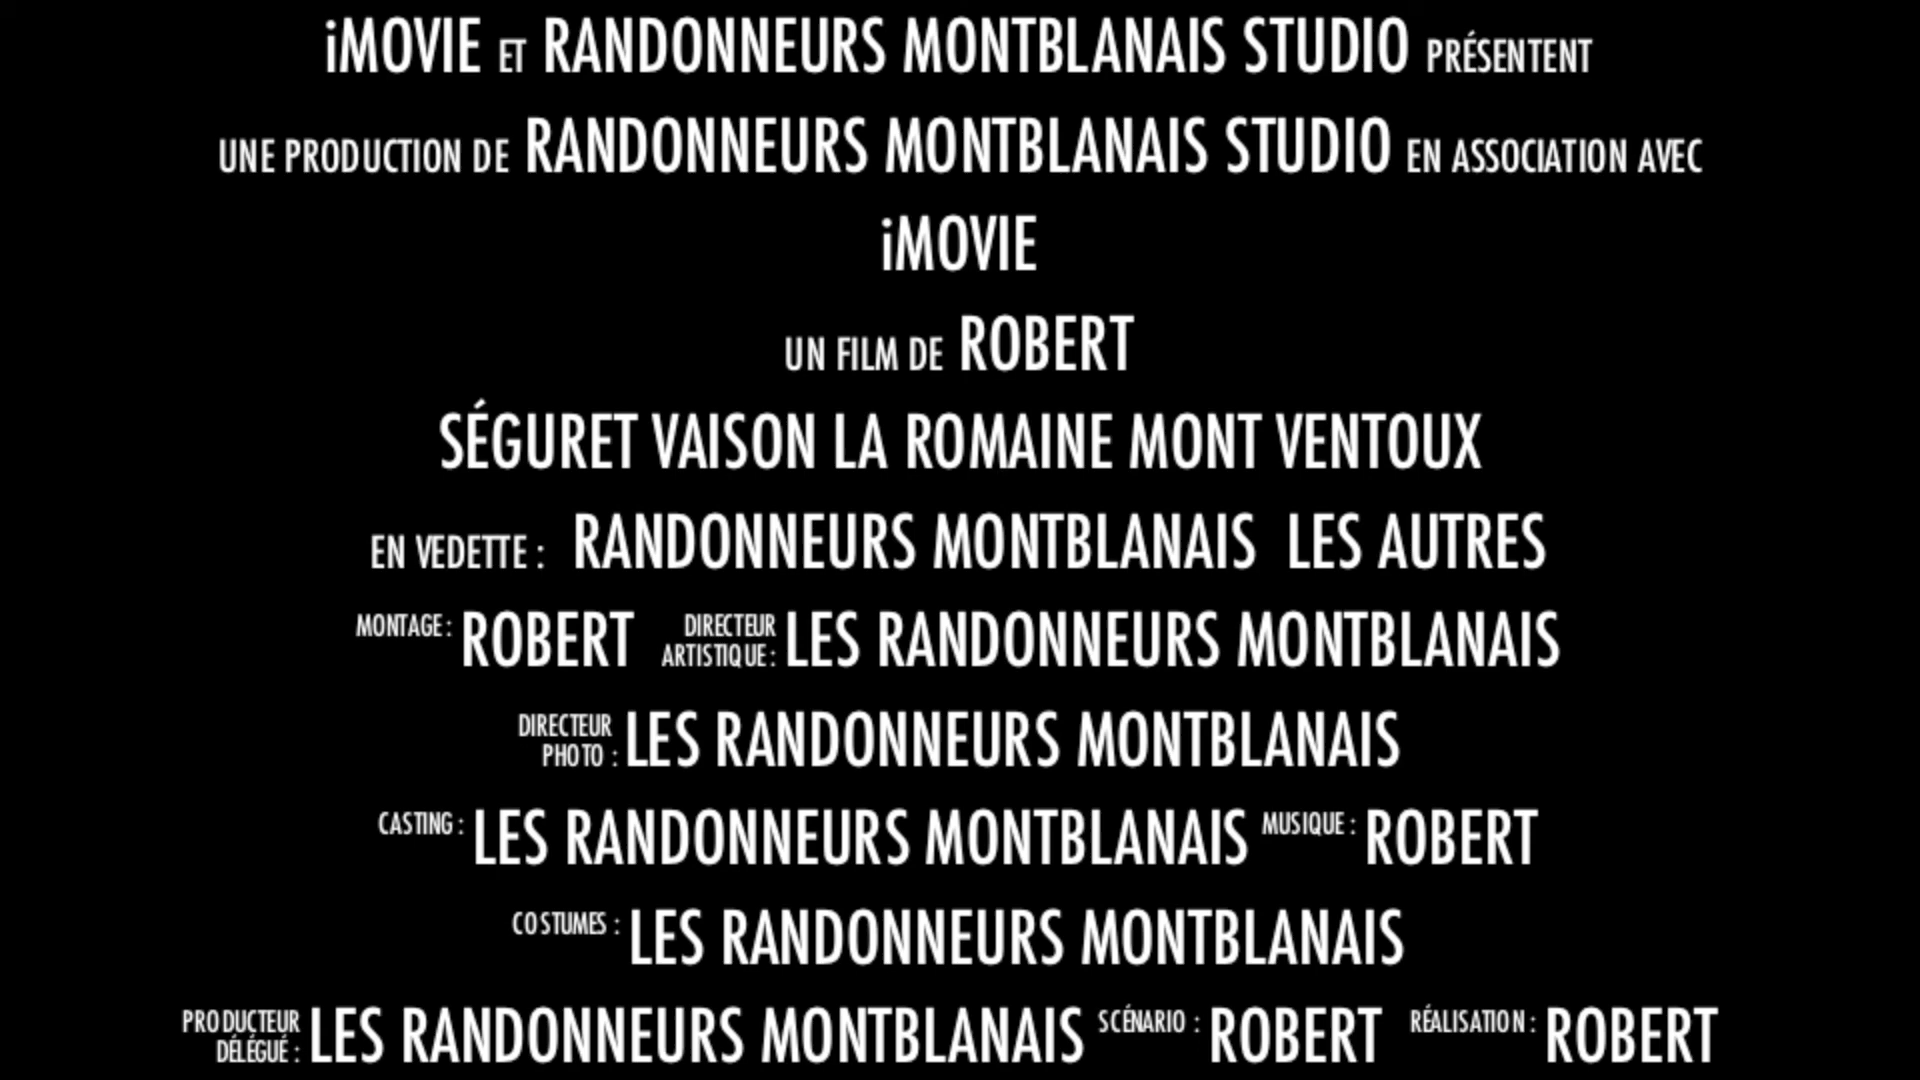 iMOVIE ET RANDONNEURS MONTBLANAIS STUDIO PRÉSENTENT
UNE PRODUCTION DE RANDONNEURS MONTBLANAIS STUDIO EN ASSOCIATION AVEC
iMOVIE
UN FILM DE ROBERT
SÉGURET VAISON LA ROMAINE MONT VENTOUX
EN VEDETTE : RANDONNEURS MONTBLANAIS LES AUTRES
MONTAGE : ROBERT DIRECTEUR ARTISTIQUE : LES RANDONNEURS MONTBLANAIS
DIRECTEUR PHOTO : LES RANDONNEURS MONTBLANAIS
CASTING : LES RANDONNEURS MONTBLANAIS MUSIQUE : ROBERT
COSTUMES : LES RANDONNEURS MONTBLANAIS
PRODUCTEUR DÉLÉGUÉ : LES RANDONNEURS MONTBLANAIS SCÉNARIO : ROBERT RÉALISATION : ROBERT